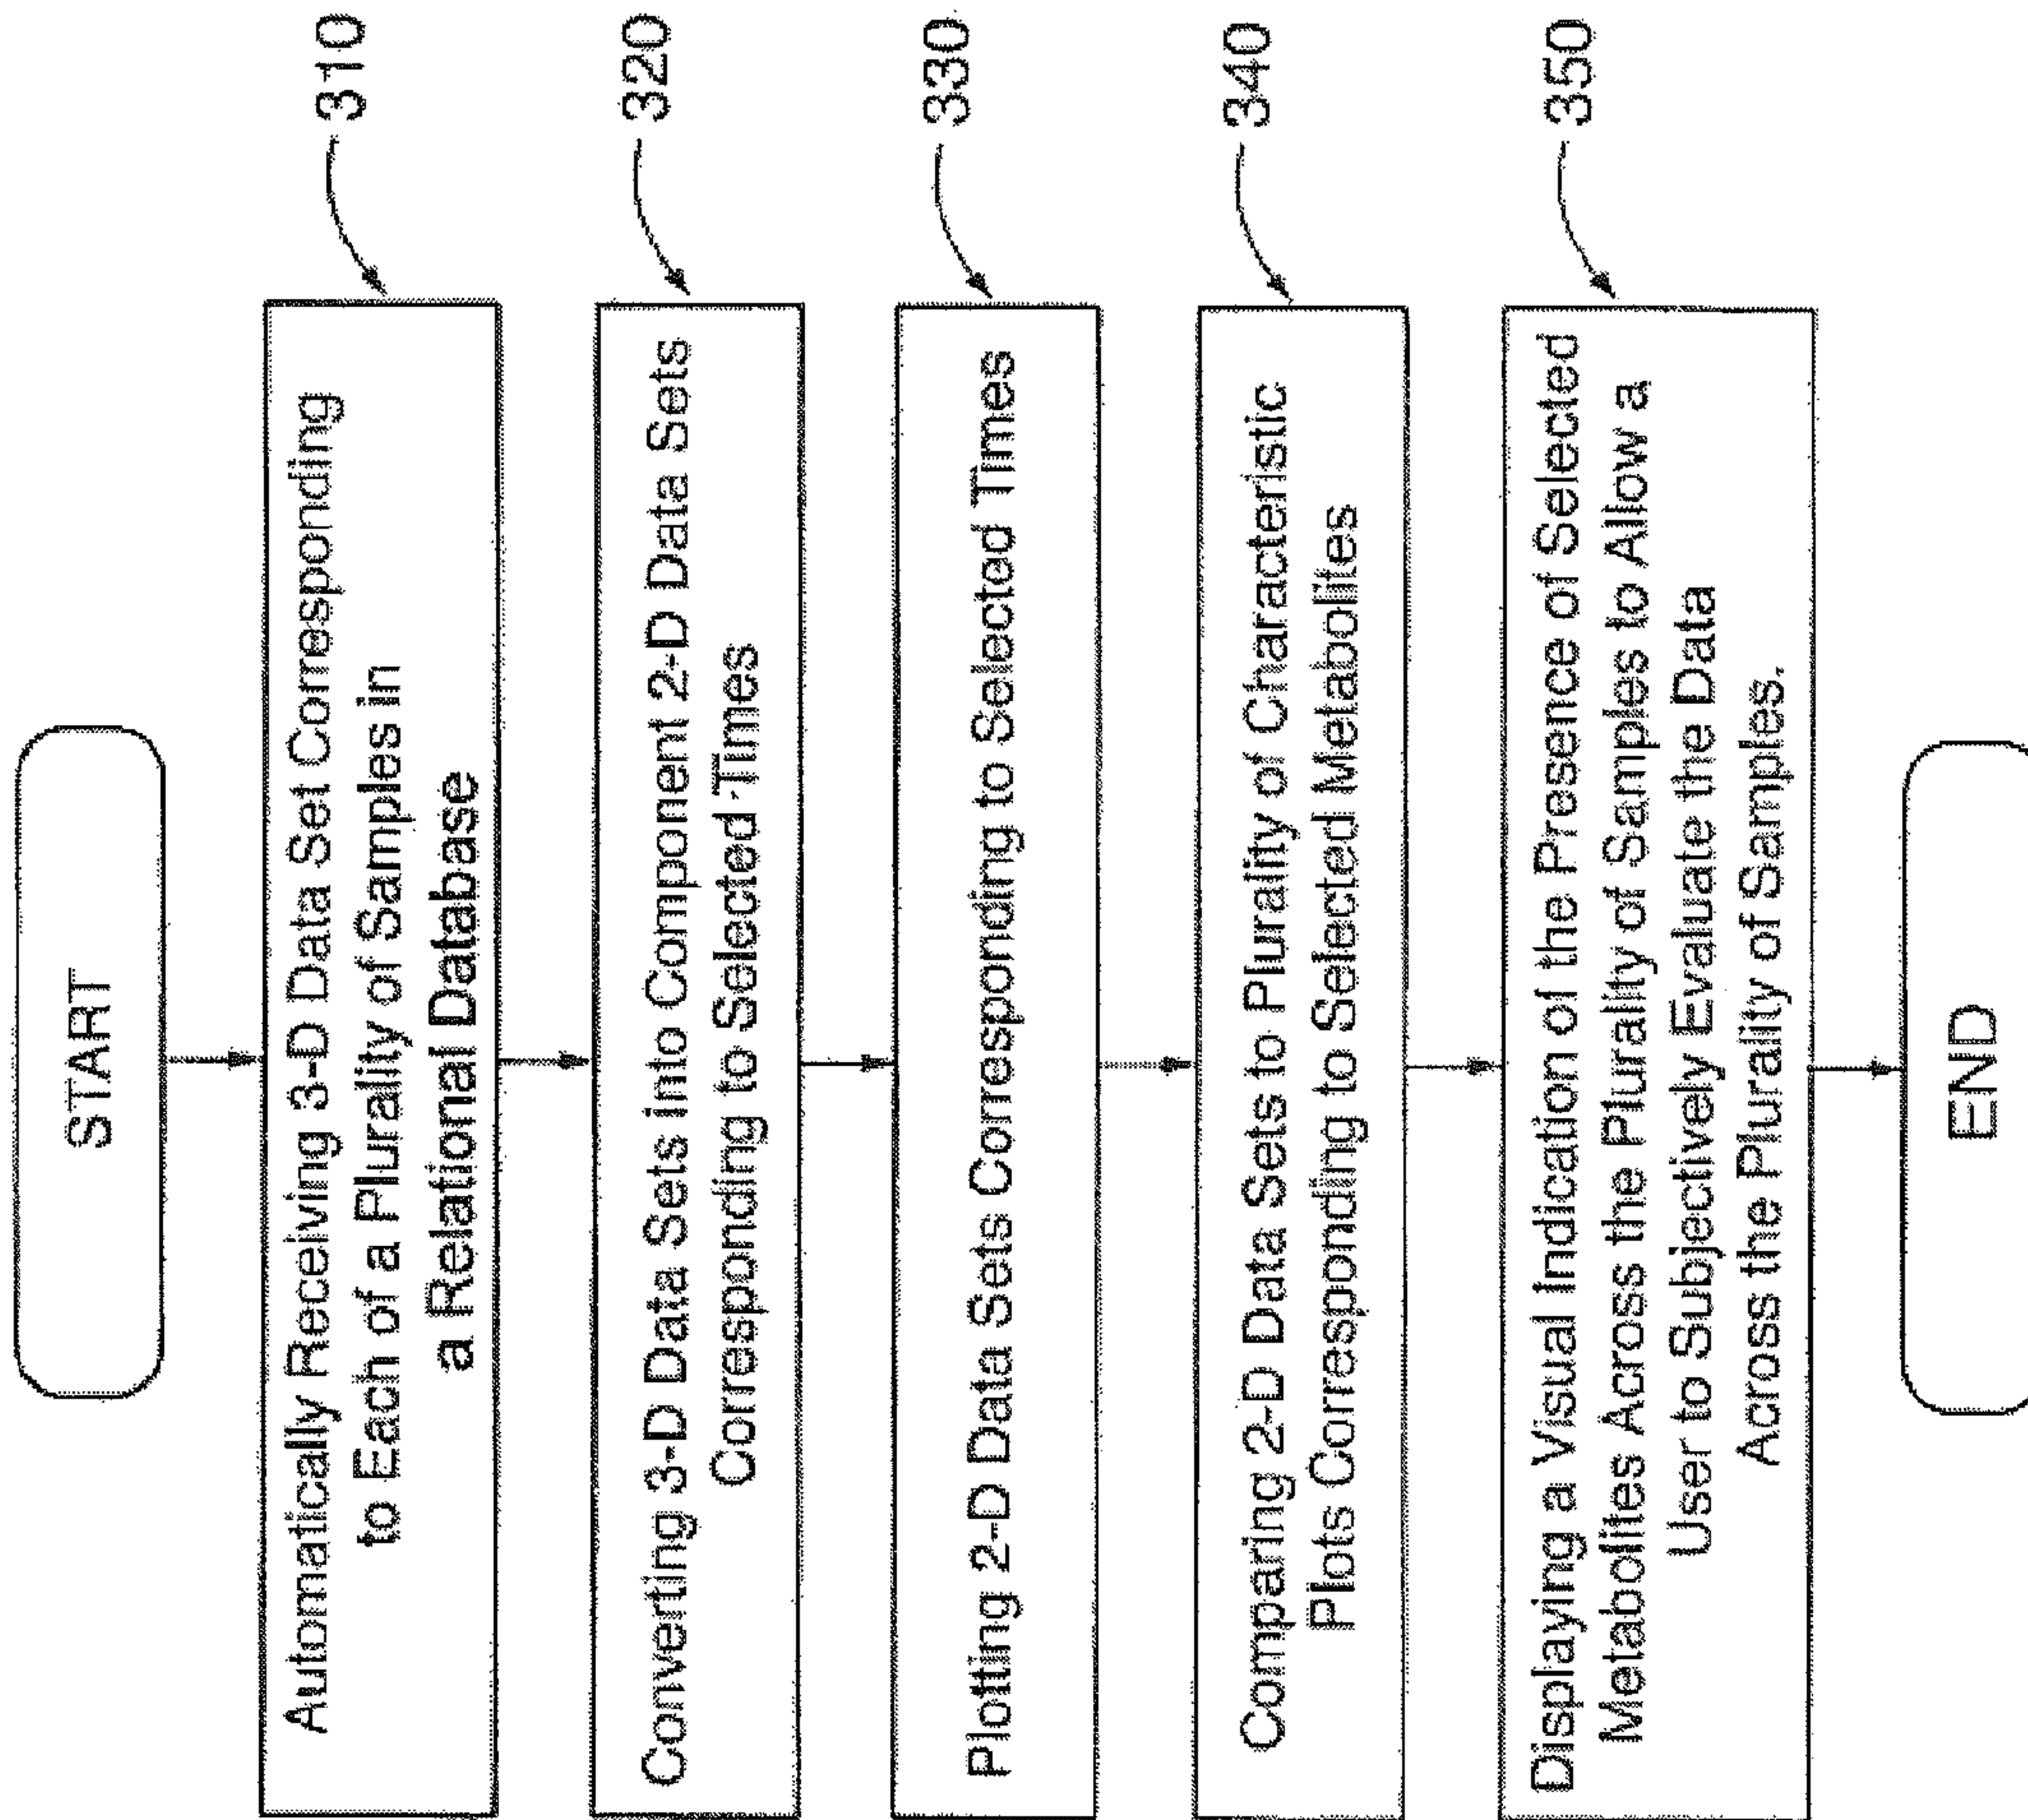 START
Automatically Receiving 3-D Data Set Corresponding
to Each of a Plurality of Samples in
a Relational Database
310
Converting 3-D Data Sets into Component 2-D Data Sets
Corresponding to Selected Times
320
Plotting 2-D Data Sets Corresponding to Selected Times
330
Comparing 2-D Data Sets to Plurality of Characteristic
Plots Corresponding to Selected Metabolites
340
Displaying a Visual Indication of the Presence of Selected
Metabolites Across the Plurality of Samples to Allow a
User to Subjectively Evaluate the Data
Across the Plurality of Samples.
350
END